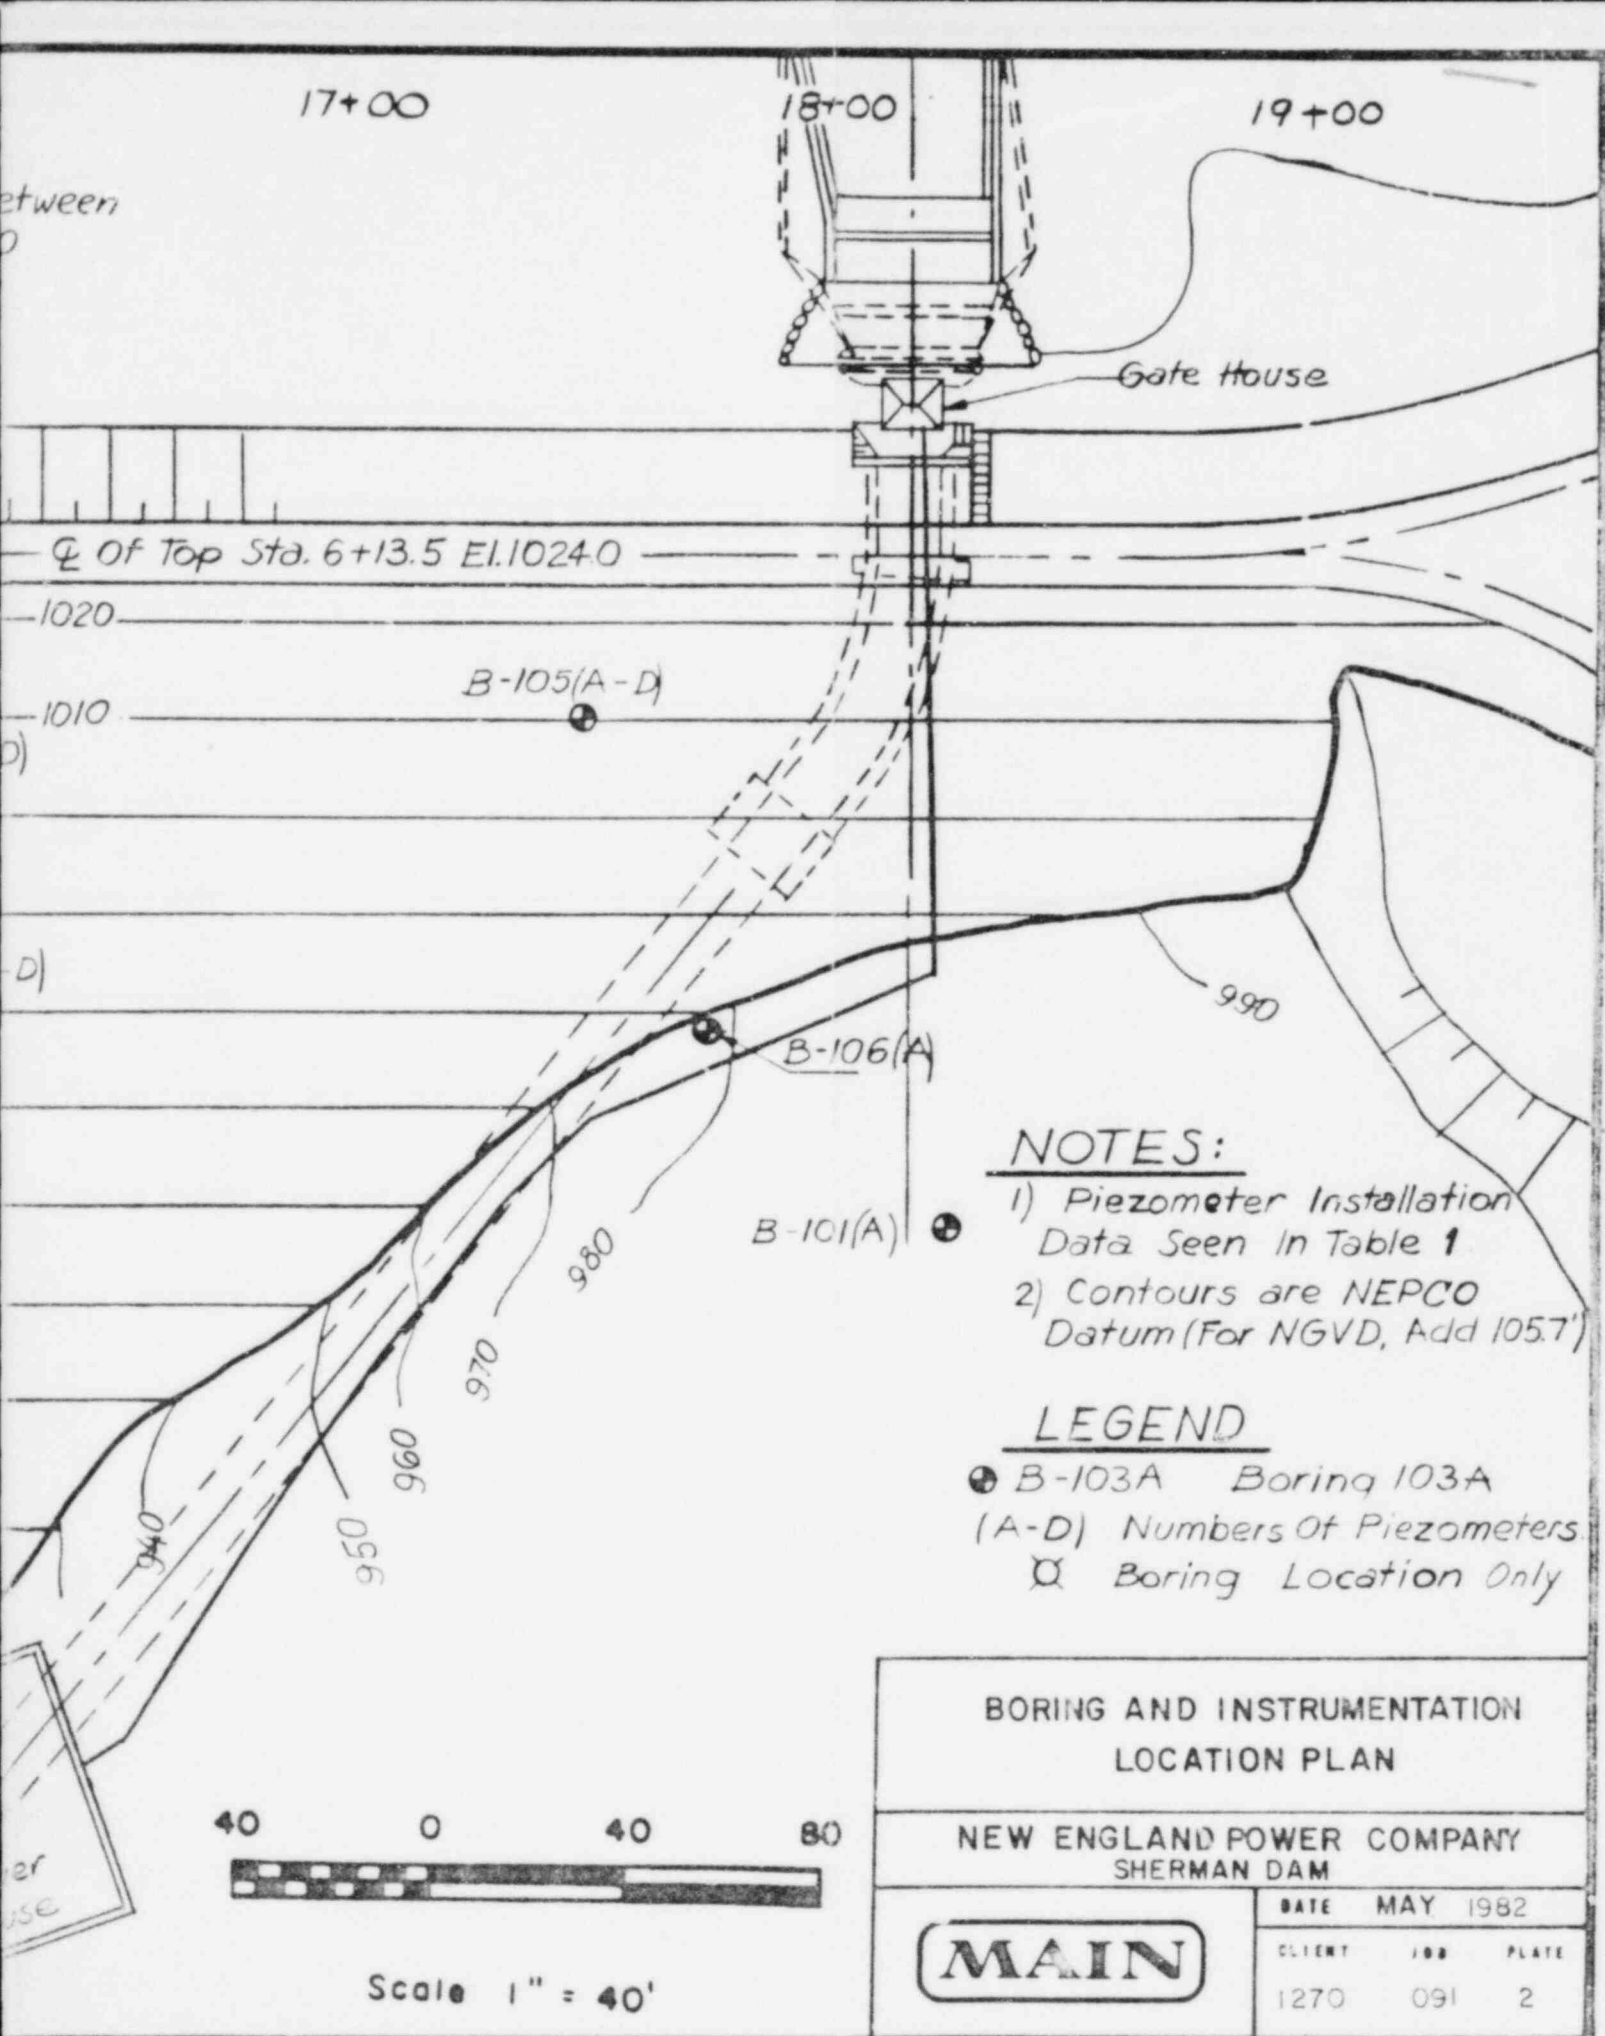 17+00 18+00 19+00
etween
Gate House
℄ Of Top Sta. 6+13.5 El.1024.0
1020
B-105(A-D)
1010
D)
-D)
990
B-106(A)
NOTES:
1) Piezometer Installation
Data Seen In Table 1
B-101(A)
980
2) Contours are NEPCO
Datum (For NGVD, Add 105.7')
970
960
950
940
LEGEND
B-103A Boring 103A
(A-D) Numbers Of Piezometers
Boring Location Only
BORING AND INSTRUMENTATION
LOCATION PLAN
40 0 40 80
NEW ENGLAND POWER COMPANY
SHERMAN DAM
er
use
DATE MAY 1982
MAIN
CLIENT JOB PLATE
1270 091 2
Scale 1" = 40'